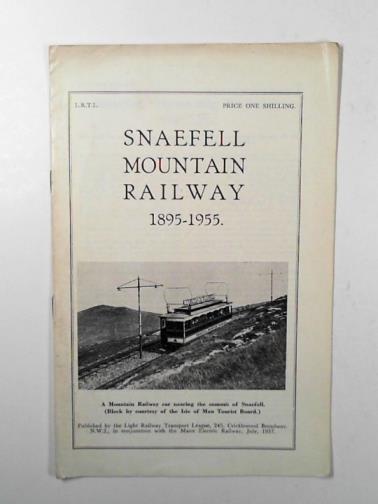 L.R.T.L. PRICE ONE SHILLING.
SNAEFELL
MOUNTAIN
RAILWAY
1895-1955.
A Mountain Railway car nearing the summit of Snaefell.
(Block by courtesy of the Isle of Man Tourist Board.)
Published by the Light Railway Transport League, 245, Cricklewood Broadway,
N.W.2., in conjunction with the Manx Electric Railway, July, 1957.